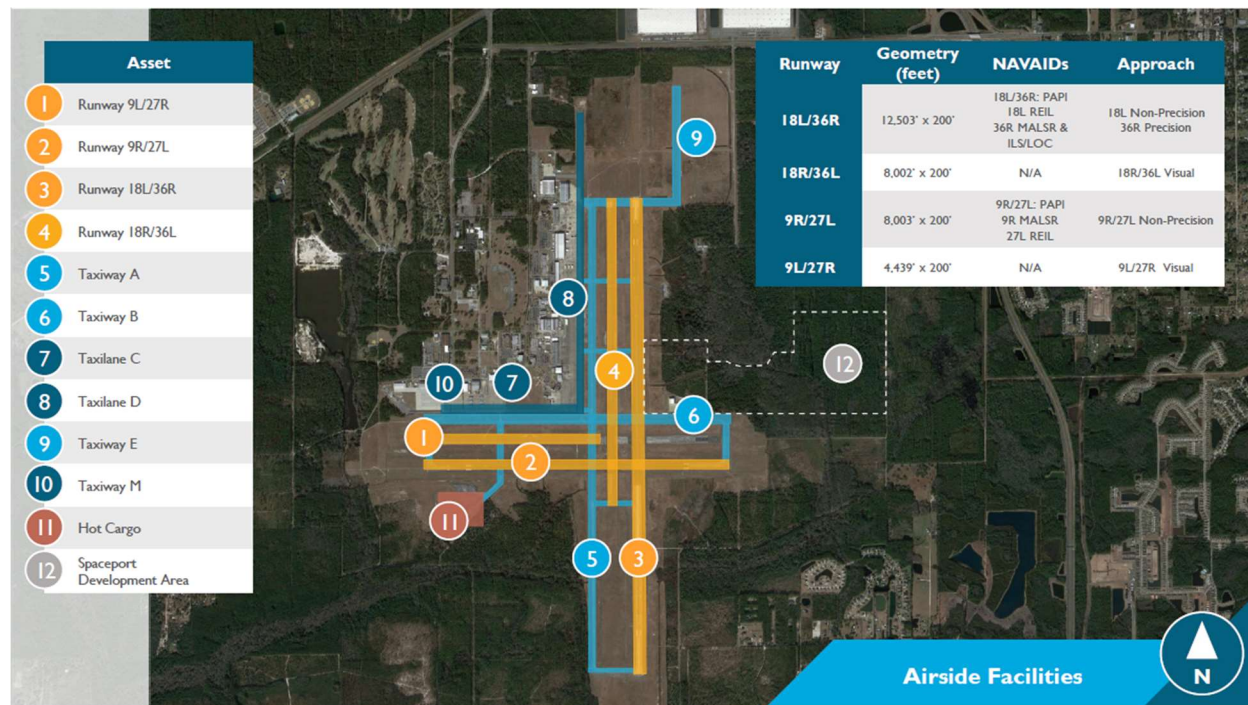 Asset
1 Runway 9L/27R
2 Runway 9R/27L
3 Runway 18L/36R
4 Runway 18R/36L
5 Taxiway A
6 Taxiway B
7 Taxilane C
8 Taxilane D
9 Taxiway E
10 Taxiway M
11 Hot Cargo
12 Spaceport
Development Area
Runway Geometry (feet) NAVAIDs Approach
18L/36R 12,503' x 200' 18L/36R: PAPI
18L REIL
36R MALSR &
ILS/LOC
18L Non-Precision
36R Precision
18R/36L 8,002' x 200' N/A 18R/36L Visual
9R/27L 8,003' x 200' 9R/27L: PAPI
9R MALSR
27L REIL
9R/27L Non-Precision
9L/27R 4,439' x 200' N/A 9L/27R Visual
9
8
12
4
10
7
6
1
2
11
5
3
Airside Facilities
N